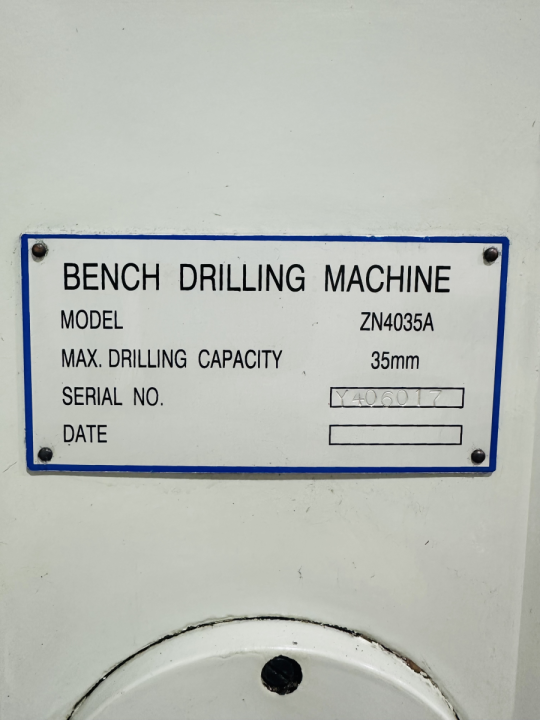 BENCH DRILLING MACHINE
MODEL ZN4035A
MAX. DRILLING CAPACITY 35mm
SERIAL NO. Y406017
DATE